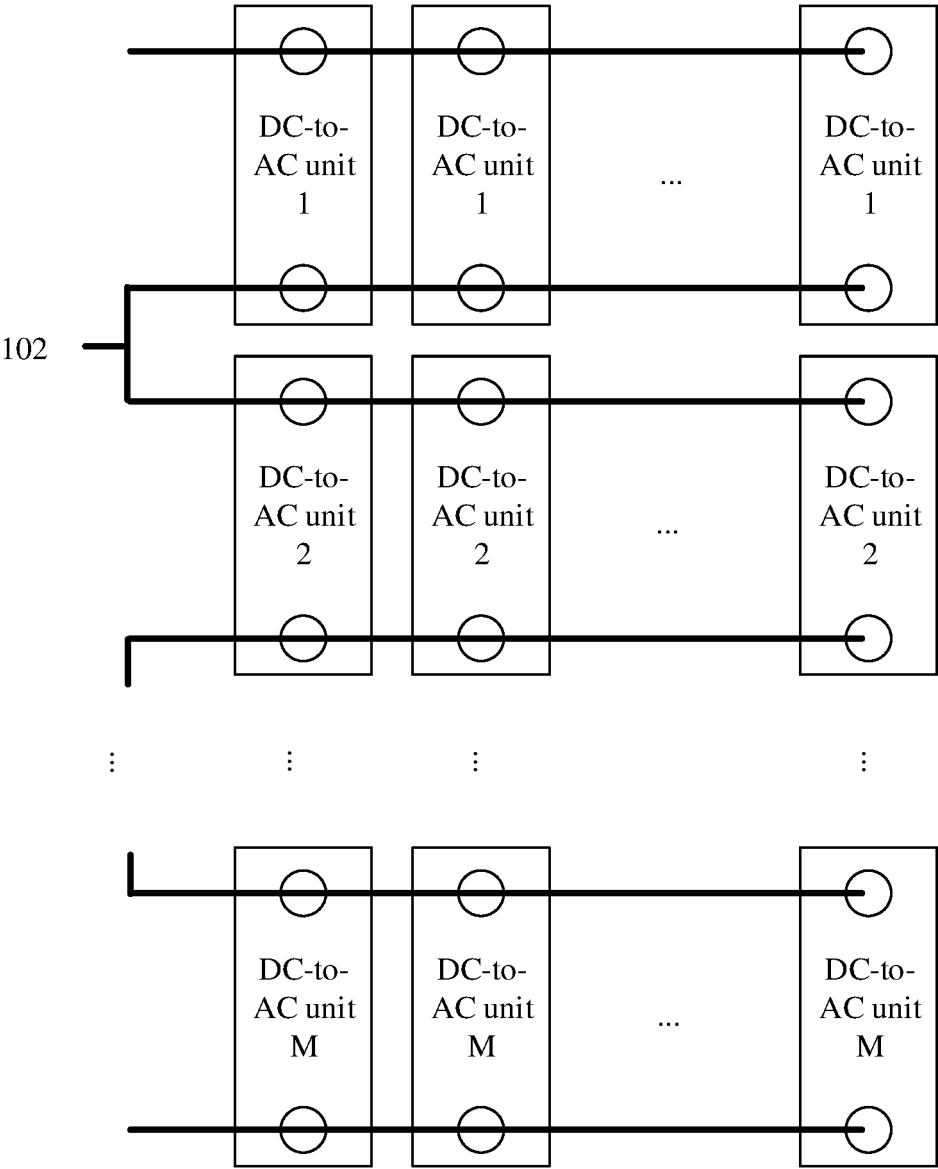 DC-to-
AC unit
1
DC-to-
AC unit
1
...
DC-to-
AC unit
1
102
DC-to-
AC unit
2
DC-to-
AC unit
2
...
DC-to-
AC unit
2
...
...
...
...
DC-to-
AC unit
M
DC-to-
AC unit
M
...
DC-to-
AC unit
M